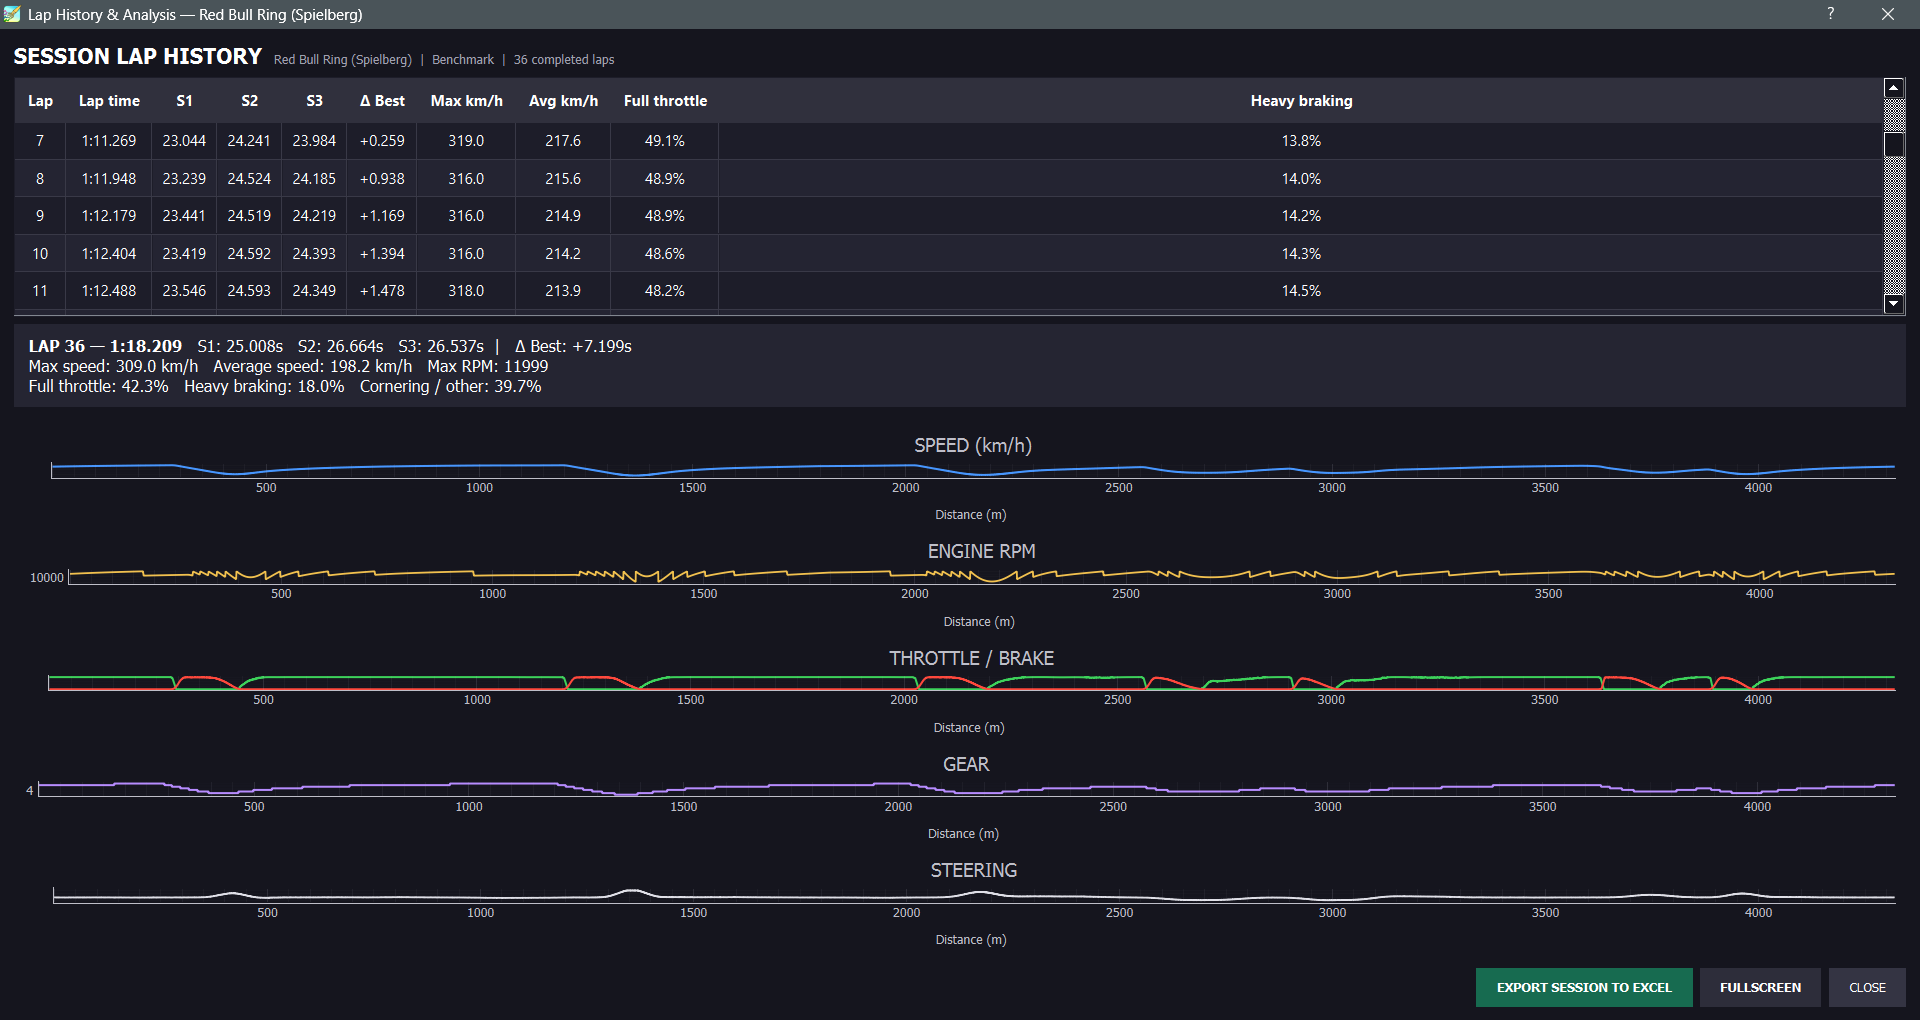 Lap History & Analysis — Red Bull Ring (Spielberg)
?
SESSION LAP HISTORY Red Bull Ring (Spielberg) | Benchmark | 36 completed laps
Lap Lap time S1 S2 S3 Δ Best Max km/h Avg km/h Full throttle Heavy braking
7 1:11.269 23.044 24.241 23.984 +0.259 319.0 217.6 49.1% 13.8%
8 1:11.948 23.239 24.524 24.185 +0.938 316.0 215.6 48.9% 14.0%
9 1:12.179 23.441 24.519 24.219 +1.169 316.0 214.9 48.9% 14.2%
10 1:12.404 23.419 24.592 24.393 +1.394 316.0 214.2 48.6% 14.3%
11 1:12.488 23.546 24.593 24.349 +1.478 318.0 213.9 48.2% 14.5%
LAP 36 — 1:18.209 S1: 25.008s S2: 26.664s S3: 26.537s | Δ Best: +7.199s
Max speed: 309.0 km/h Average speed: 198.2 km/h Max RPM: 11999
Full throttle: 42.3% Heavy braking: 18.0% Cornering / other: 39.7%
SPEED (km/h)
500 1000 1500 2000 2500 3000 3500 4000
Distance (m)
ENGINE RPM
10000
500 1000 1500 2000 2500 3000 3500 4000
Distance (m)
THROTTLE / BRAKE
500 1000 1500 2000 2500 3000 3500 4000
Distance (m)
GEAR
4
500 1000 1500 2000 2500 3000 3500 4000
Distance (m)
STEERING
500 1000 1500 2000 2500 3000 3500 4000
Distance (m)
EXPORT SESSION TO EXCEL FULLSCREEN CLOSE